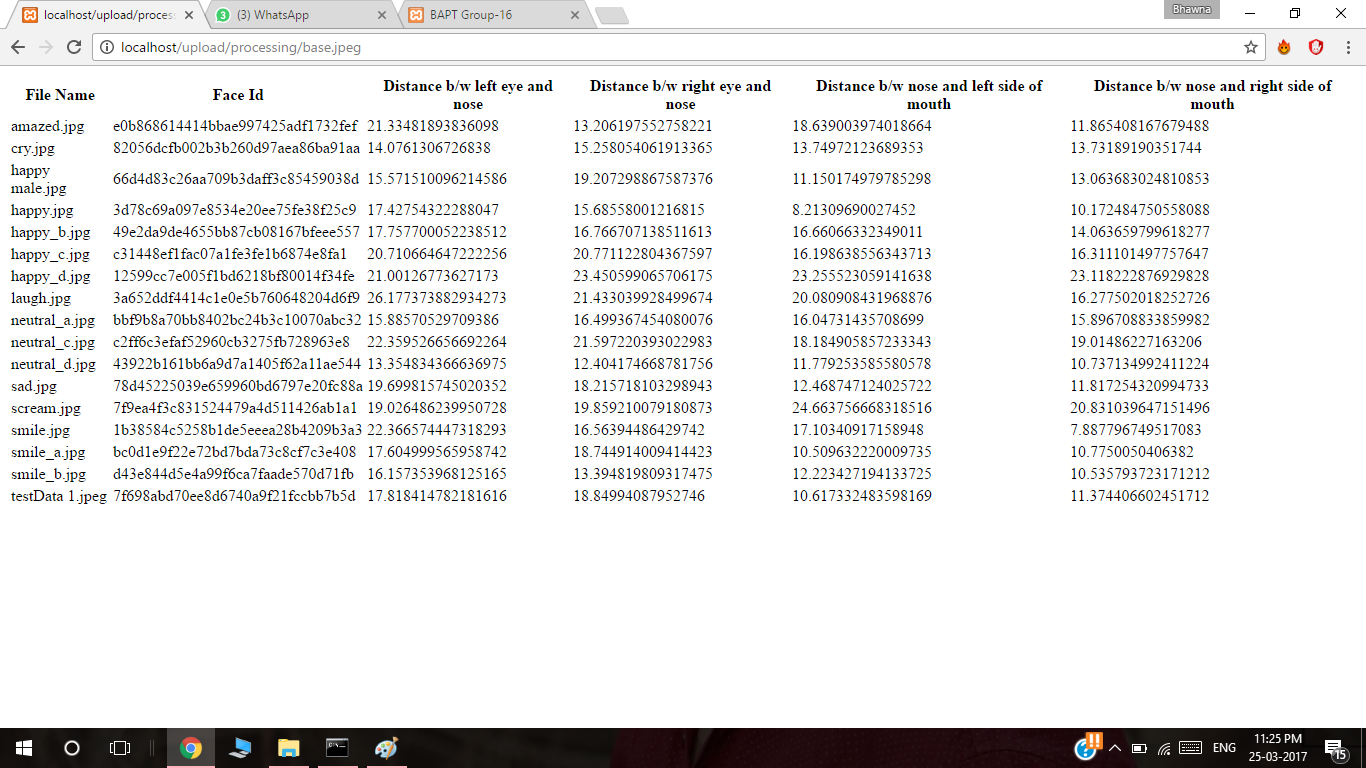 localhost/upload/process
(3) WhatsApp
BAPT Group-16
Bhawna
localhost/upload/processing/base.jpeg
File Name Face Id Distance b/w left eye and nose Distance b/w right eye and nose Distance b/w nose and left side of mouth Distance b/w nose and right side of mouth
amazed.jpg e0b868614414bbae997425adf1732fef 21.33481893836098 13.206197552758221 18.639003974018664 11.865408167679488
cry.jpg 82056dcfb002b3b260d97aea86ba91aa 14.0761306726838 15.258054061913365 13.74972123689353 13.73189190351744
happy male.jpg 66d4d83c26aa709b3daff3c85459038d 15.571510096214586 19.207298867587376 11.150174979785298 13.063683024810853
happy.jpg 3d78c69a097e8534e20ee75fe38f25c9 17.42754322288047 15.68558001216815 8.21309690027452 10.172484750558088
happy_b.jpg 49e2da9de4655bb87cb08167bfeee557 17.757700052238512 16.766707138511613 16.66066332349011 14.063659799618277
happy_c.jpg c31448ef1fac07a1fe3fe1b6874e8fa1 20.710664647222256 20.771122804367597 16.198638556343713 16.311101497757647
happy_d.jpg 12599cc7e005f1bd6218bf80014f34fe 21.00126773627173 23.450599065706175 23.255523059141638 23.118222876929828
laugh.jpg 3a652ddf4414c1e0e5b760648204d6f9 26.177373882934273 21.433039928499674 20.080908431968876 16.277502018252726
neutral_a.jpg bbf9b8a70bb8402bc24b3c10070abc32 15.88570529709386 16.499367454080076 16.04731435708699 15.896708833859982
neutral_c.jpg c2ff6c3efaf52960cb3275fb728963e8 22.359526656692264 21.597220393022983 18.184905857233343 19.01486227163206
neutral_d.jpg 43922b161bb6a9d7a1405f62a11ae544 13.354834366636975 12.404174668781756 11.779253585580578 10.737134992411224
sad.jpg 78d45225039e659960bd6797e20fc88a 19.699815745020352 18.215718103298943 12.468747124025722 11.817254320994733
scream.jpg 7f9ea4f3c831524479a4d511426ab1a1 19.026486239950728 19.859210079180873 24.663756668318516 20.831039647151496
smile.jpg 1b38584c5258b1de5eeea28b4209b3a3 22.366574447318293 16.56394486429742 17.10340917158948 7.887796749517083
smile_a.jpg bc0d1e9f22e72bd7bda73c8cf7c3e408 17.604999565958742 18.744914009414423 10.509632220009735 10.7750050406382
smile_b.jpg d43e844d5e4a99f6ca7faade570d71fb 16.157353968125165 13.394819809317475 12.223427194133725 10.535793723171212
testData 1.jpeg 7f698abd70ee8d6740a9f21fccbb7b5d 17.818414782181616 18.84994087952746 10.617332483598169 11.374406602451712
ENG
11:25 PM
25-03-2017
15